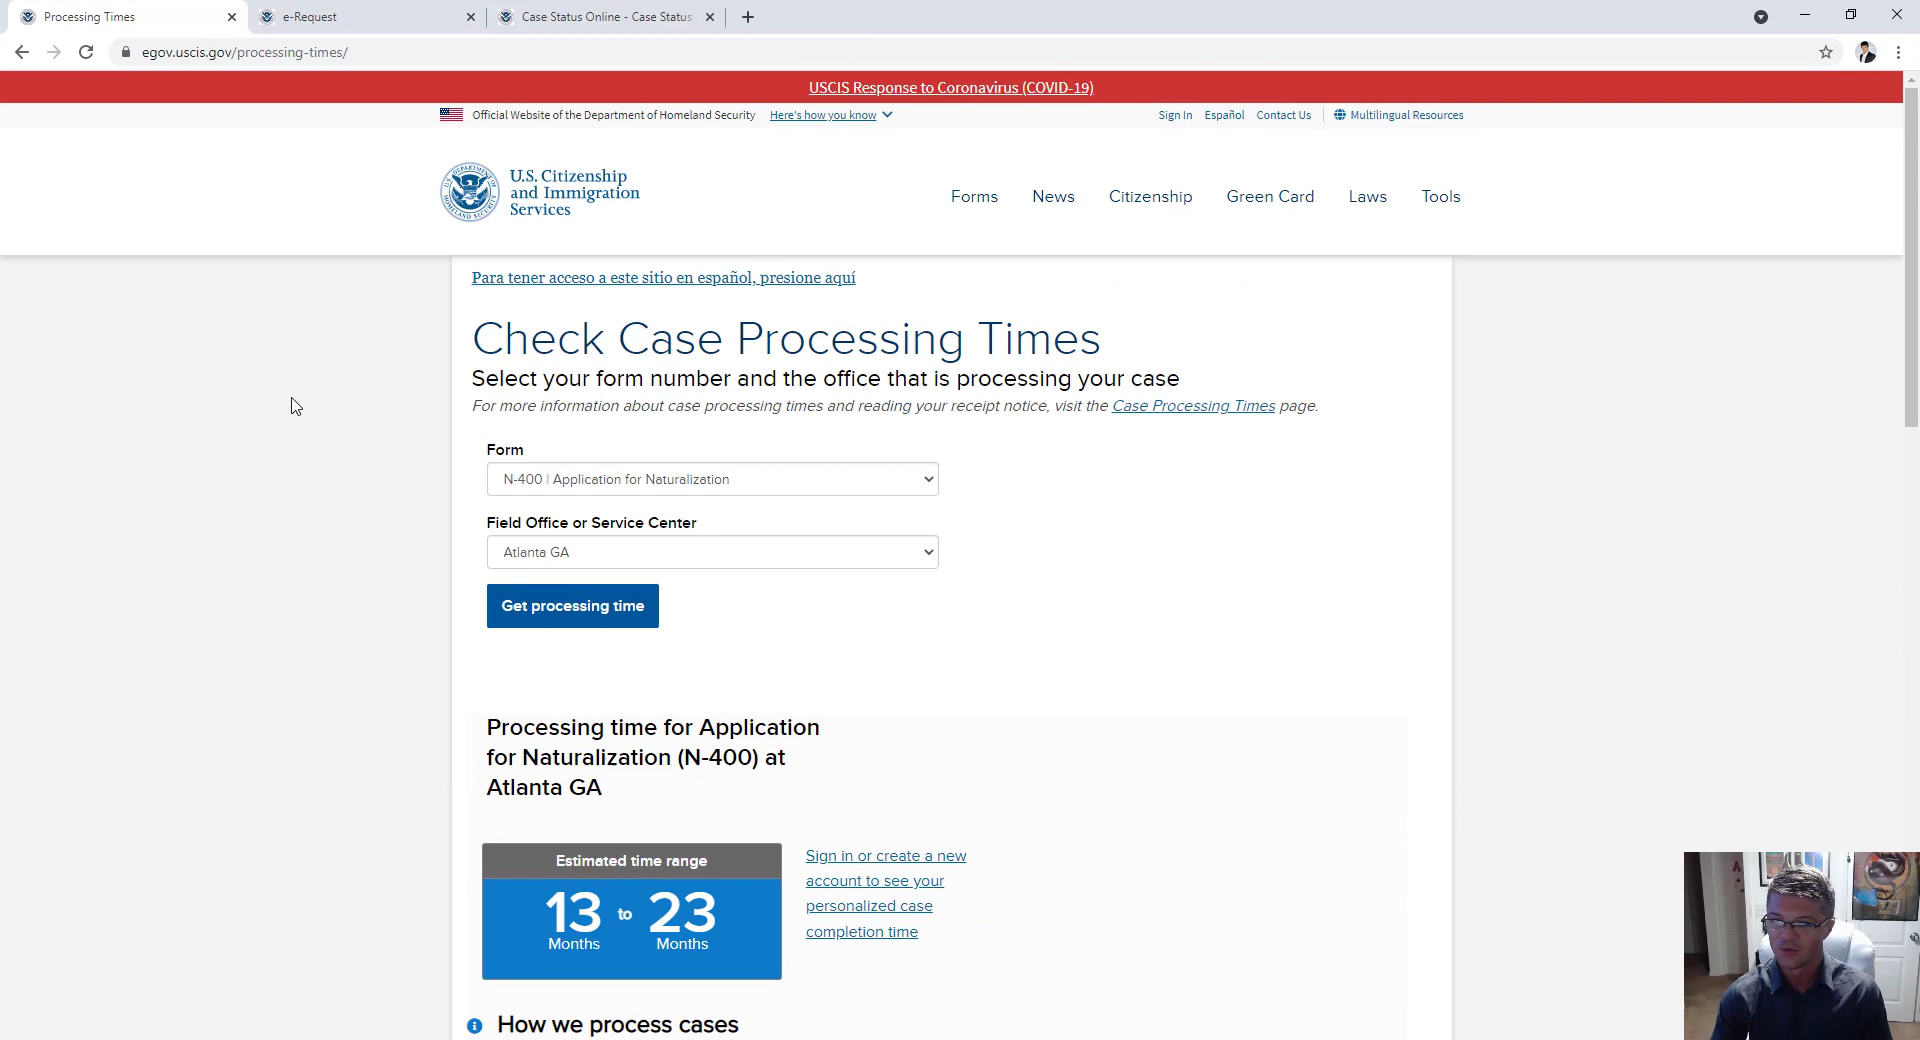 Processing Times
e-Request
Case Status Online - Case Status
egov.uscis.gov/processing-times/
USCIS Response to Coronavirus (COVID-19)
Official Website of the Department of Homeland Security Here's how you know
Sign In Español Contact Us Multilingual Resources
U.S. Citizenship
and Immigration
Services
Forms News Citizenship Green Card Laws Tools
Para tener acceso a este sitio en español, presione aquí
Check Case Processing Times
Select your form number and the office that is processing your case
For more information about case processing times and reading your receipt notice, visit the Case Processing Times page.
Form
N-400 | Application for Naturalization
Field Office or Service Center
Atlanta GA
Get processing time
Processing time for Application
for Naturalization (N-400) at
Atlanta GA
Estimated time range
13 to 23
Months Months
Sign in or create a new
account to see your
personalized case
completion time
How we process cases